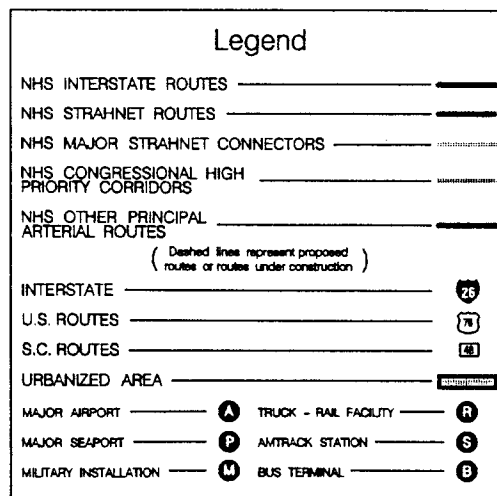 Legend
NHS INTERSTATE ROUTES
NHS STRAHNET ROUTES
NHS MAJOR STRAHNET CONNECTORS
NHS CONGRESSIONAL HIGH
PRIORITY CORRIDORS
NHS OTHER PRINCIPAL
ARTERIAL ROUTES
( Dashed lines represent proposed
routes or routes under construction )
INTERSTATE 26
U.S. ROUTES 76
S.C. ROUTES 48
URBANIZED AREA
MAJOR AIRPORT A TRUCK - RAIL FACILITY R
MAJOR SEAPORT P AMTRACK STATION S
MILITARY INSTALLATION M BUS TERMINAL B